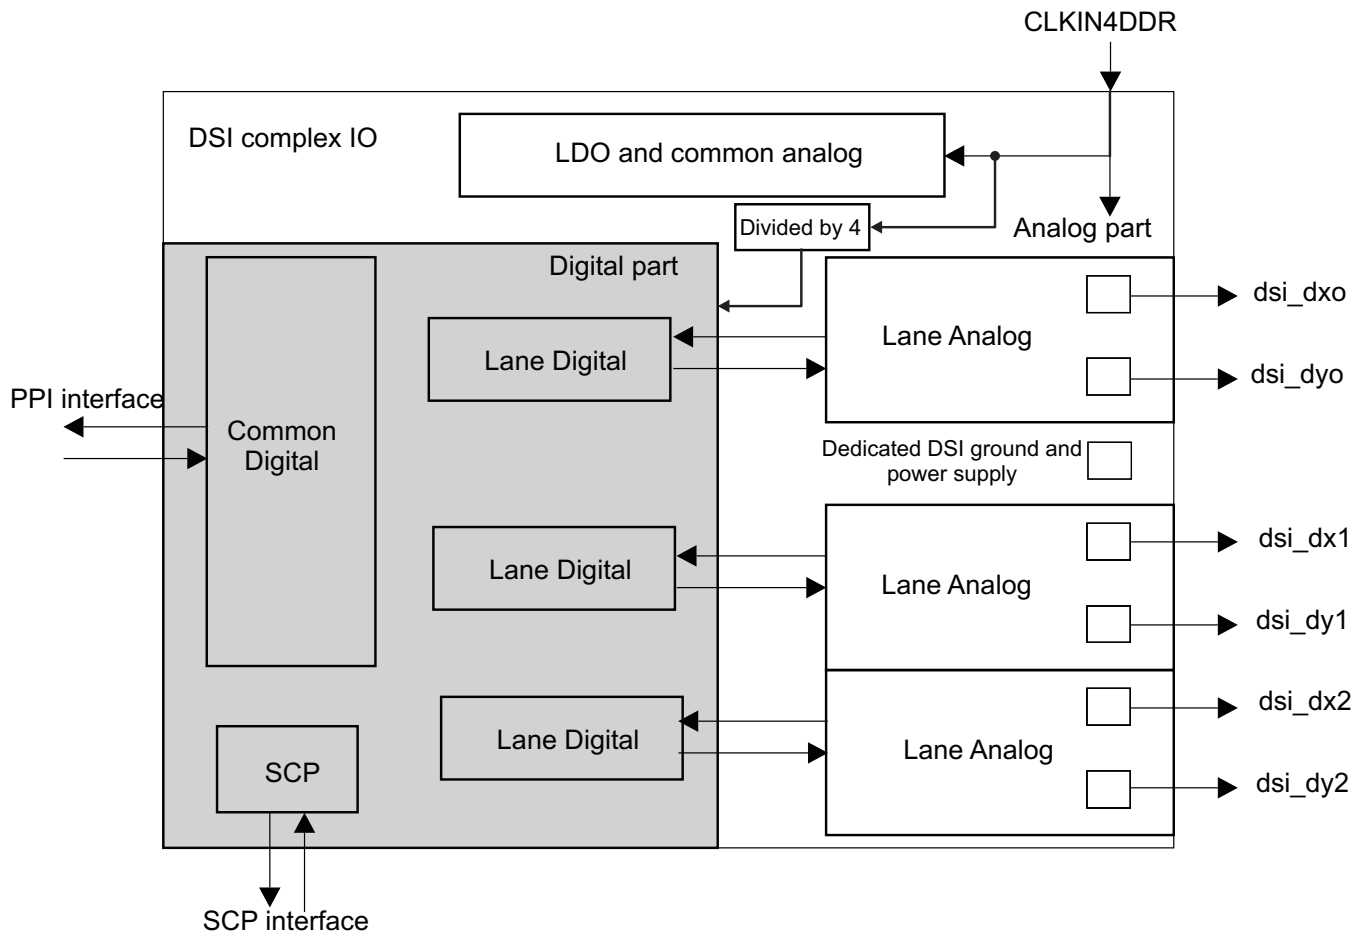 CLKIN4DDR
DSI complex IO
LDO and common analog
Divided by 4
Analog part
Digital part
dsi_dxo
Lane Analog
Lane Digital
dsi_dyo
PPI interface
Common
Digital
Dedicated DSI ground and
power supply
dsi_dx1
Lane Digital
Lane Analog
dsi_dy1
dsi_dx2
Lane Digital
Lane Analog
SCP
dsi_dy2
SCP interface